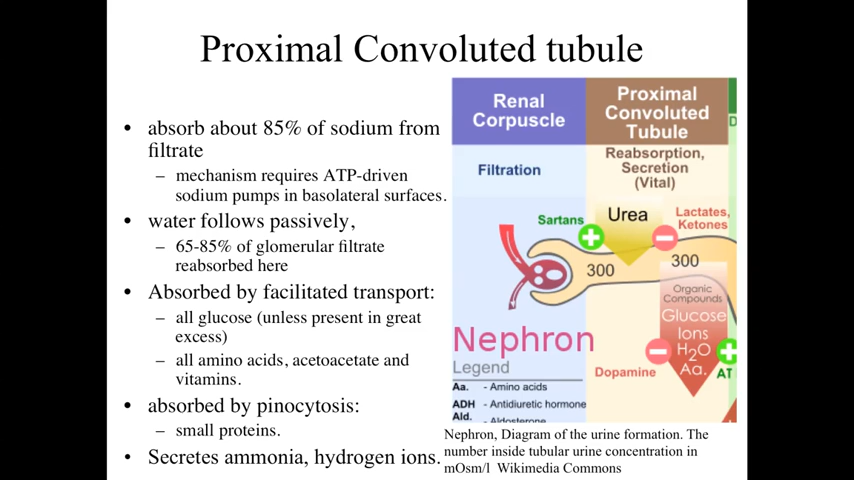 Proximal Convoluted tubule
• absorb about 85% of sodium from
filtrate
– mechanism requires ATP-driven
sodium pumps in basolateral surfaces.
• water follows passively,
– 65-85% of glomerular filtrate
reabsorbed here
• Absorbed by facilitated transport:
– all glucose (unless present in great
excess)
– all amino acids, acetoacetate and
vitamins.
• absorbed by pinocytosis:
– small proteins.
• Secretes ammonia, hydrogen ions.
Renal
Corpuscle
Proximal
Convoluted
Tubule
D
Filtration
Reabsorption,
Secretion
(Vital)
Sartans
Urea
Lactates,
Ketones
300
300
Organic
Compounds
Glucose
Ions
H2O
Aa.
Dopamine
AT
Nephron
Legend
Aa. - Amino acids
ADH - Antidiuretic hormone
Ald. - Aldosterone
Nephron, Diagram of the urine formation. The
number inside tubular urine concentration in
mOsm/l Wikimedia Commons